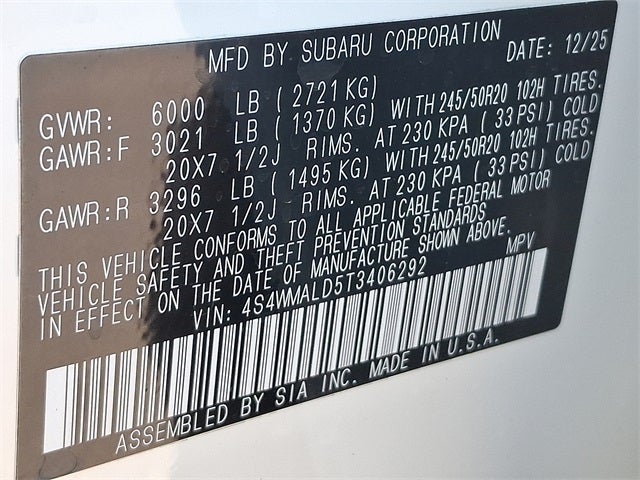 MFD BY SUBARU CORPORATION DATE: 12/25
GVWR: 6000 LB ( 2721 KG)
GAWR:F 3021 LB ( 1370 KG) WITH 245/50R20 102H TIRES.
20X7 1/2J RIMS. AT 230 KPA ( 33 PSI) COLD
GAWR:R 3296 LB ( 1495 KG) WITH 245/50R20 102H TIRES.
20X7 1/2J RIMS. AT 230 KPA ( 33 PSI) COLD
THIS VEHICLE CONFORMS TO ALL APPLICABLE FEDERAL MOTOR
VEHICLE SAFETY AND THEFT PREVENTION STANDARDS
IN EFFECT ON THE DATE OF MANUFACTURE SHOWN ABOVE.
VIN: 4S4WMALD5T3406292 MPV
ASSEMBLED BY SIA INC. MADE IN U.S.A.